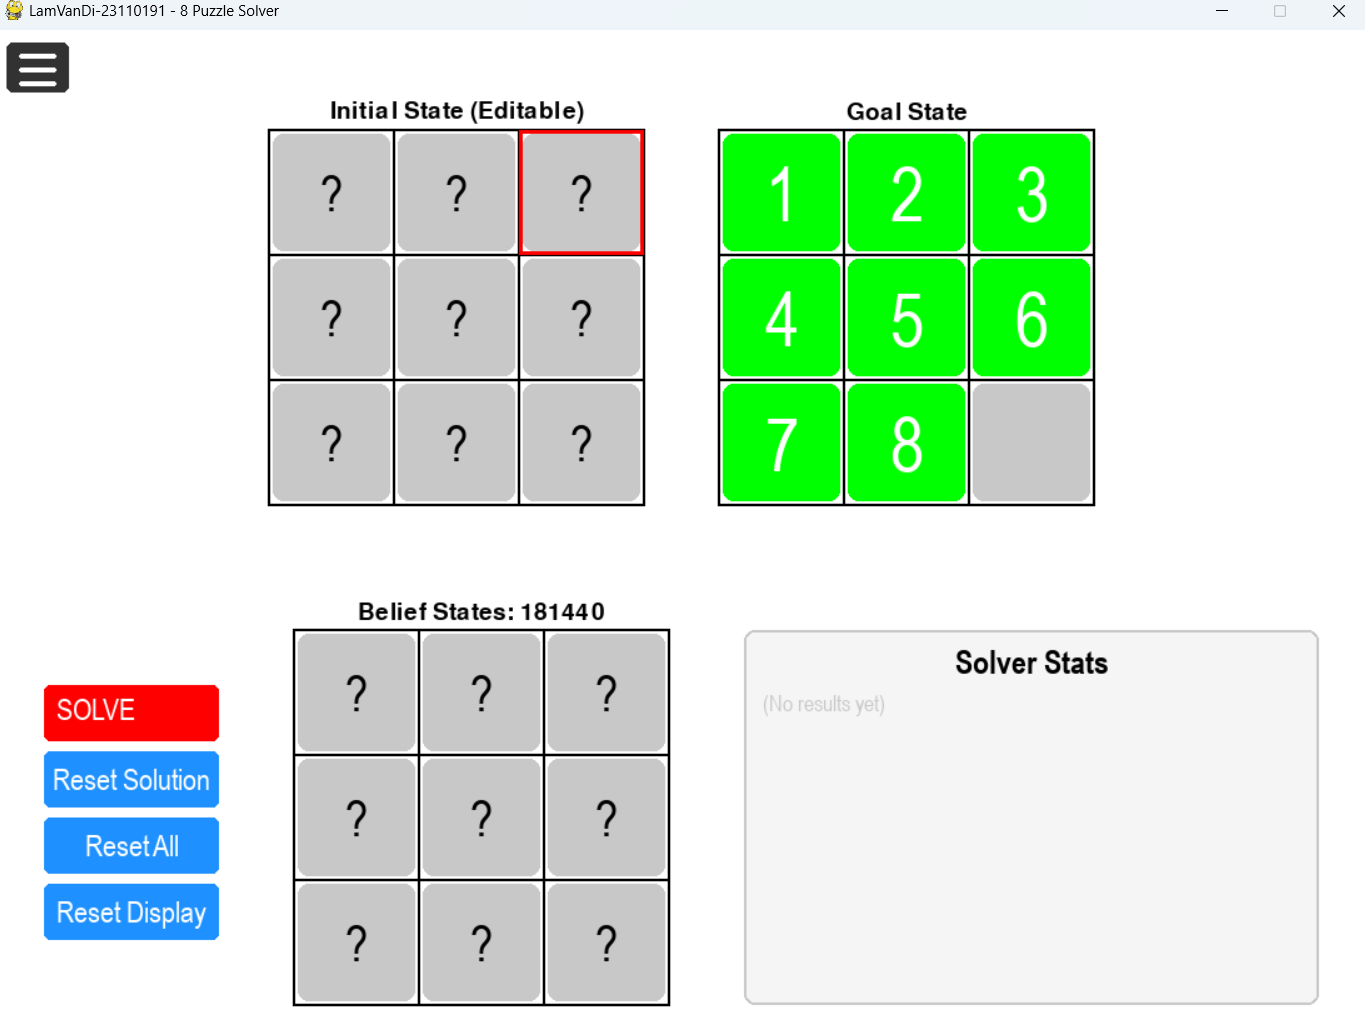 LamVanDi-23110191 - 8 Puzzle Solver
Initial State (Editable)
? ? ?
? ? ?
? ? ?
Goal State
1 2 3
4 5 6
7 8
Belief States: 181440
? ? ?
? ? ?
? ? ?
SOLVE
Reset Solution
Reset All
Reset Display
Solver Stats
(No results yet)